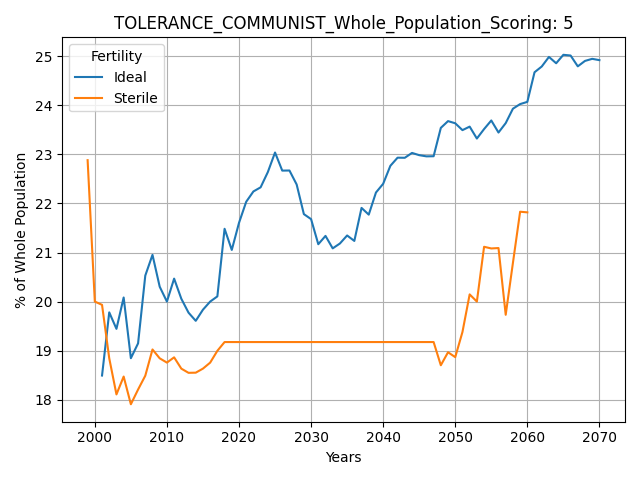 TOLERANCE_COMMUNIST_Whole_Population_Scoring: 5
Fertility
Ideal
Sterile
% of Whole Population
25
24
23
22
21
20
19
18
2000 2010 2020 2030 2040 2050 2060 2070
Years